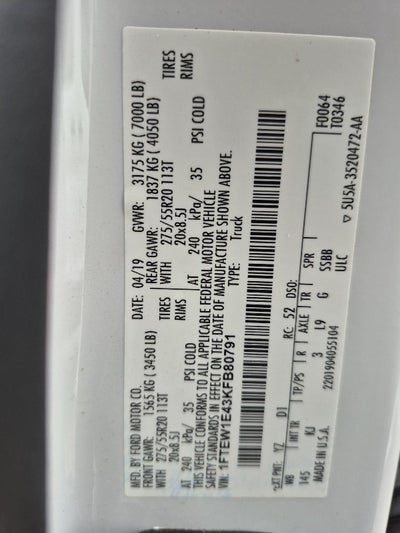 MFD. BY FORD MOTOR CO.
DATE: 04/19 GVWR: 3175 KG ( 7000 LB)
FRONT GAWR: 1565 KG ( 3450 LB) REAR GAWR: 1837 KG ( 4050 LB)
WITH 275/55R20 113T TIRES WITH 275/55R20 113T TIRES
20x8.5J RIMS 20x8.5J RIMS
AT 240 kPa/ 35 PSI COLD AT 240 kPa/ 35 PSI COLD
THIS VEHICLE CONFORMS TO ALL APPLICABLE FEDERAL MOTOR VEHICLE
SAFETY STANDARDS IN EFFECT ON THE DATE OF MANUFACTURE SHOWN ABOVE.
VIN: 1FTEW1E43KFB80791 TYPE: Truck
F0064
T0346
EXT PNT: YZ D1 RC: 52 DSO:
WB INT TR TP/PS R AXLE TR SPR
145 KJ 3 L9 G SSBB
ULC
MADE IN U.S.A. 2201904055104
5U5A-3520472-AA